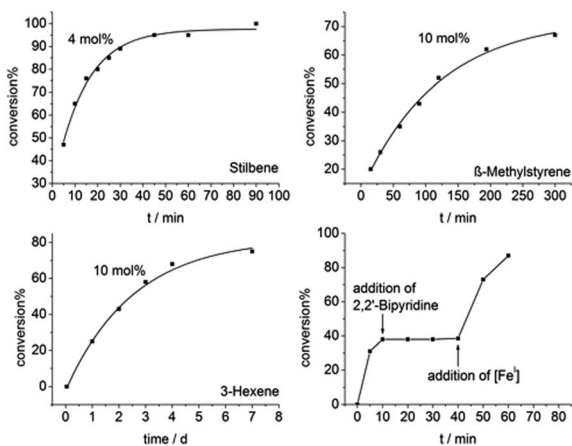 100
90
80
70
60
50
40
30
4 mol%
Stilbene
0 10 20 30 40 50 60 70 80 90 100
conversion%
t / min
70
60
50
40
30
20
10 mol%
ß-Methylstyrene
0 50 100 150 200 250 300
conversion%
t / min
80
60
40
20
0
10 mol%
3-Hexene
0 1 2 3 4 5 6 7 8
conversion%
time / d
100
80
60
40
20
0
addition of
2,2'-Bipyridine
addition of [Feᴵ]
0 10 20 30 40 50 60 70 80
conversion%
t / min